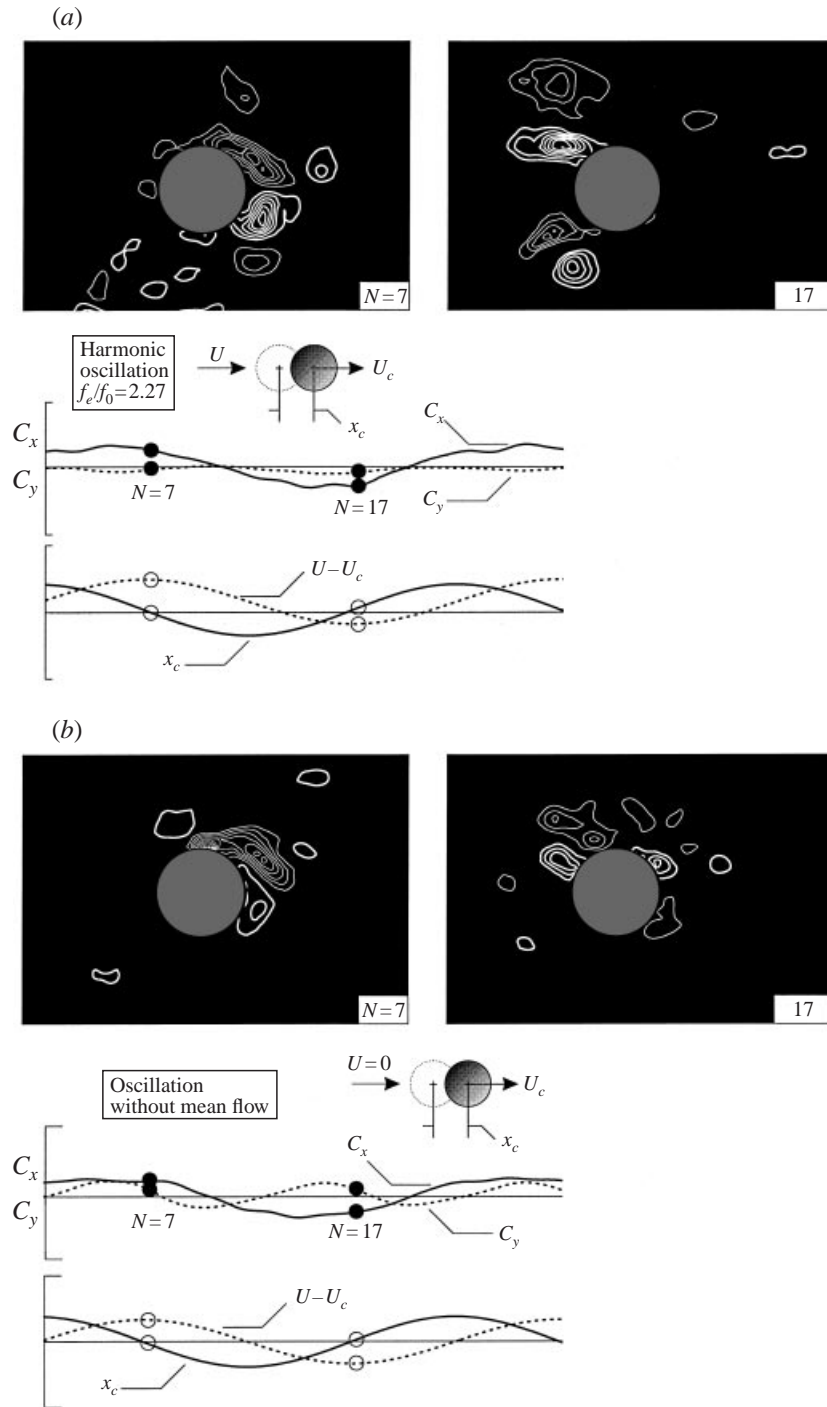 (a)
N=7
17
Harmonic
oscillation
f_e/f_0=2.27
U
U_c
x_c
C_x
C_x
C_y
N=7
N=17
C_y
U–U_c
x_c
(b)
N=7
17
Oscillation
without mean flow
U=0
U_c
x_c
C_x
C_x
C_y
N=7
N=17
C_y
U–U_c
x_c